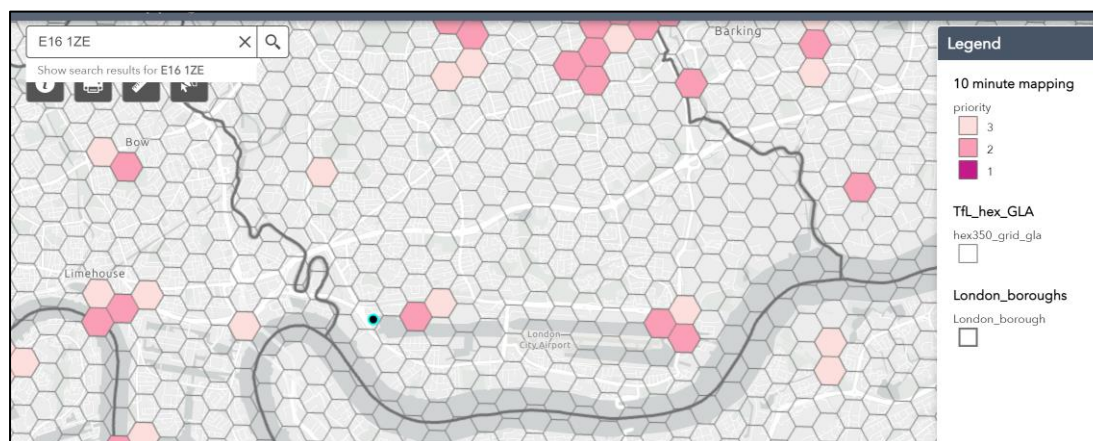 E16 1ZE
Show search results for E16 1ZE
Barking
Bow
Limehouse
London
City Airport
Legend
10 minute mapping
priority
3
2
1
TfL_hex_GLA
hex350_grid_gla
London_boroughs
London_borough